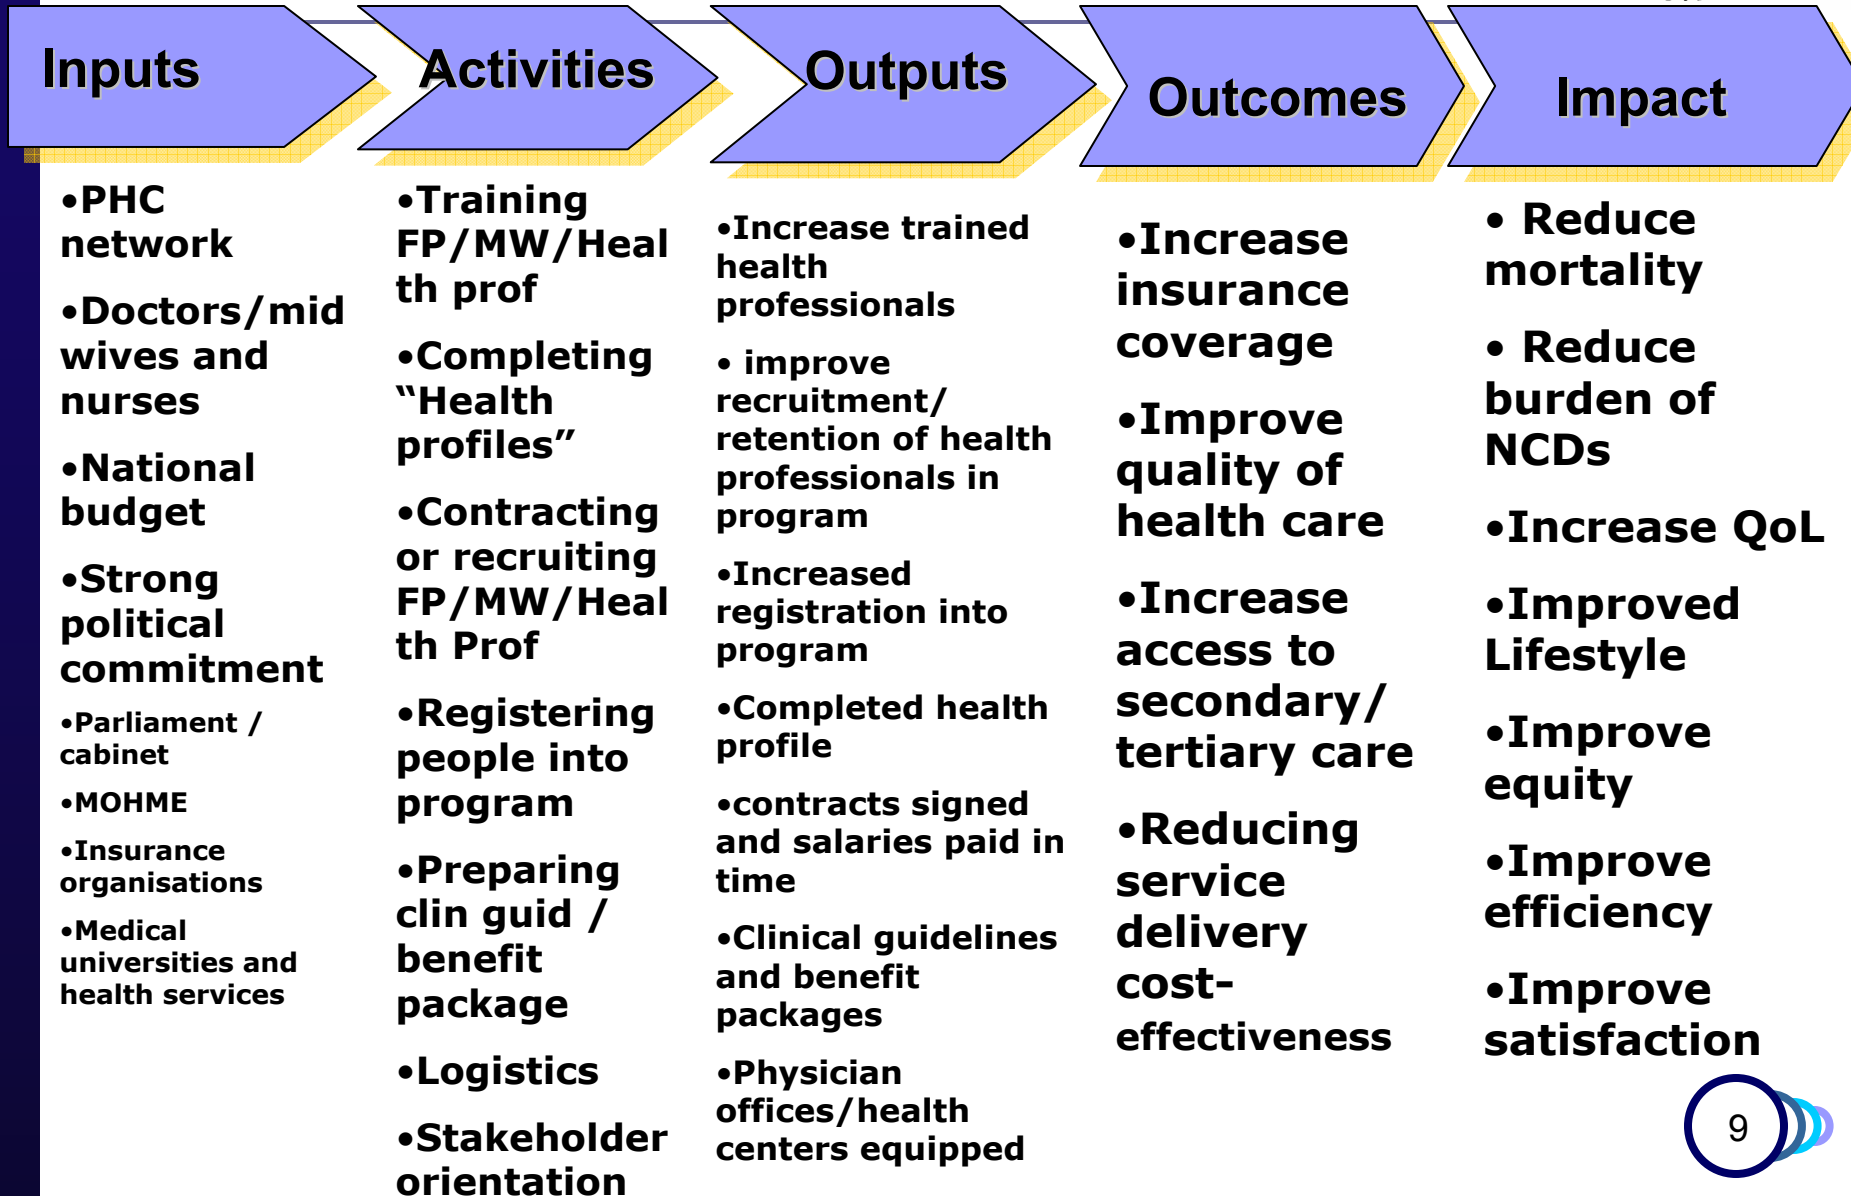 Inputs
Activities
Outputs
Outcomes
Impact
•PHC
network
•Doctors/mid
wives and
nurses
•National
budget
•Strong
political
commitment
•Parliament /
cabinet
•MOHME
•Insurance
organisations
•Medical
universities and
health services
•Training
FP/MW/Heal
th prof
•Completing
“Health
profiles”
•Contracting
or recruiting
FP/MW/Heal
th Prof
•Registering
people into
program
•Preparing
clin guid /
benefit
package
•Logistics
•Stakeholder
orientation
•Increase trained
health
professionals
• improve
recruitment/
retention of health
professionals in
program
•Increased
registration into
program
•Completed health
profile
•contracts signed
and salaries paid in
time
•Clinical guidelines
and benefit
packages
•Physician
offices/health
centers equipped
•Increase
insurance
coverage
•Improve
quality of
health care
•Increase
access to
secondary/
tertiary care
•Reducing
service
delivery
cost-
effectiveness
• Reduce
mortality
• Reduce
burden of
NCDs
•Increase QoL
•Improved
Lifestyle
•Improve
equity
•Improve
efficiency
•Improve
satisfaction
9